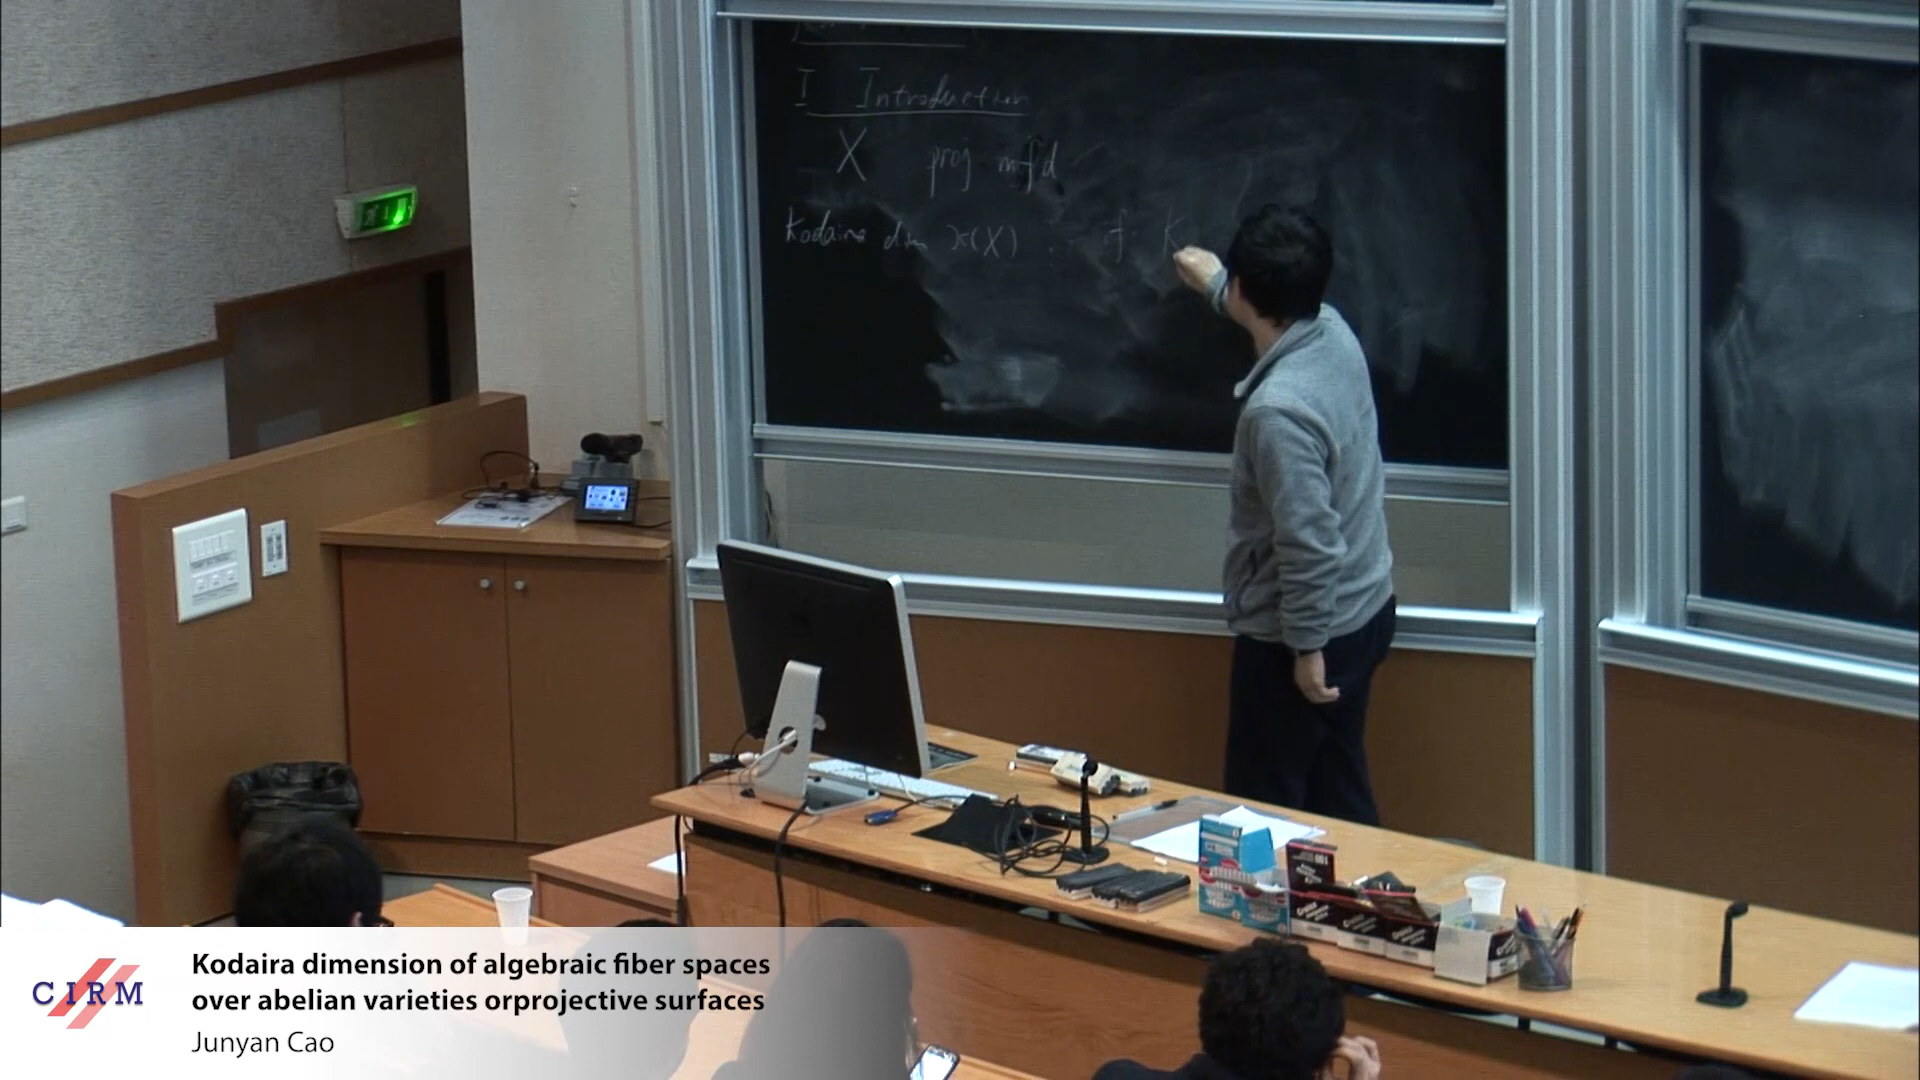 I Introduction
X proj mfd
Kodaira dim κ(X) : if K
CIRM
Kodaira dimension of algebraic fiber spaces
over abelian varieties orprojective surfaces
Junyan Cao